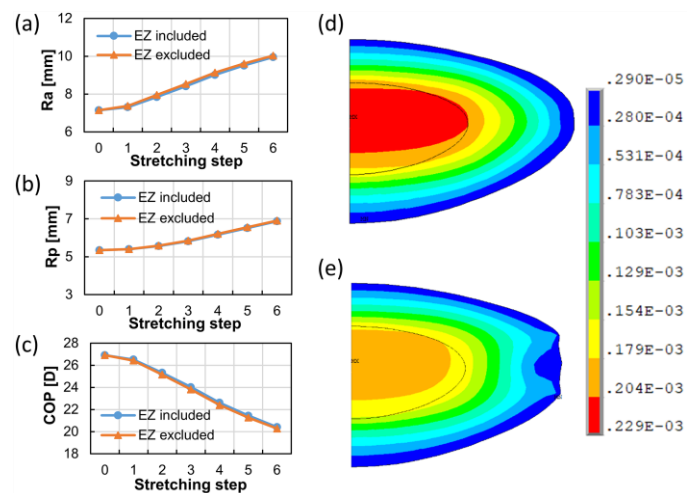 (a)
12
10
8
6
Ra [mm]
EZ included
EZ excluded
0 1 2 3 4 5 6
Stretching step
(b)
9
7
5
3
Rp [mm]
EZ included
EZ excluded
0 1 2 3 4 5 6
Stretching step
(c)
28
26
24
22
20
18
COP [D]
EZ included
EZ excluded
0 1 2 3 4 5 6
Stretching step
(d)
(e)
.290E-05
.280E-04
.531E-04
.783E-04
.103E-03
.129E-03
.154E-03
.179E-03
.204E-03
.229E-03